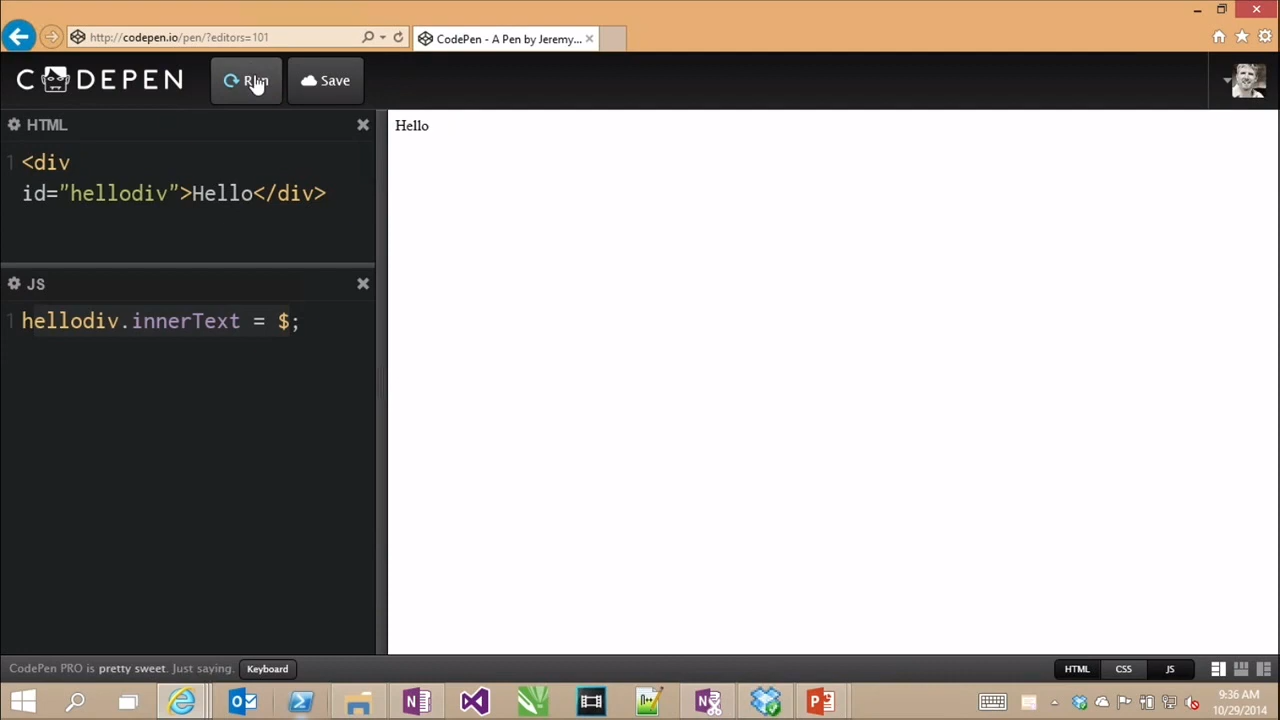 http://codepen.io/pen/?editors=101
CodePen - A Pen by Jeremy...
CODEPEN
Run
Save
HTML
1 <div
id="hellodiv">Hello</div>
Hello
JS
1 hellodiv.innerText = $;
CodePen PRO is pretty sweet. Just saying.
Keyboard
HTML
CSS
JS
9:36 AM
10/29/2014